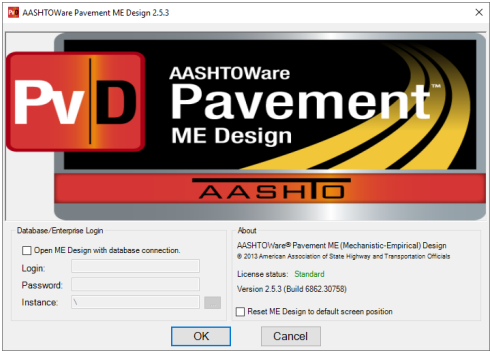 AASHTOWare Pavement ME Design 2.5.3
PvD
AASHTOWare
Pavement™
ME Design
AASHTO
Database/Enterprise Login
Open ME Design with database connection.
Login:
Password:
Instance: \
About
AASHTOWare® Pavement ME (Mechanistic-Empirical) Design
© 2013 American Association of State Highway and Transportation Officials
License status: Standard
Version 2.5.3 (Build 6862.30758)
Reset ME Design to default screen position
OK
Cancel